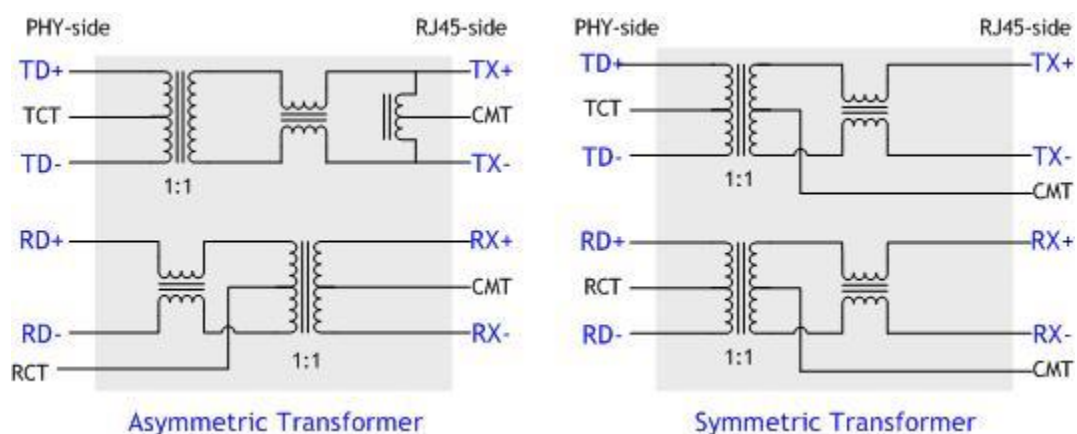 PHY-side
RJ45-side
TD+
TX+
TCT
CMT
TD-
TX-
1:1
RD+
RX+
CMT
RD-
RX-
1:1
RCT
Asymmetric Transformer
PHY-side
RJ45-side
TD+
TX+
TCT
TD-
TX-
1:1
CMT
RD+
RX+
RCT
RD-
RX-
1:1
CMT
Symmetric Transformer